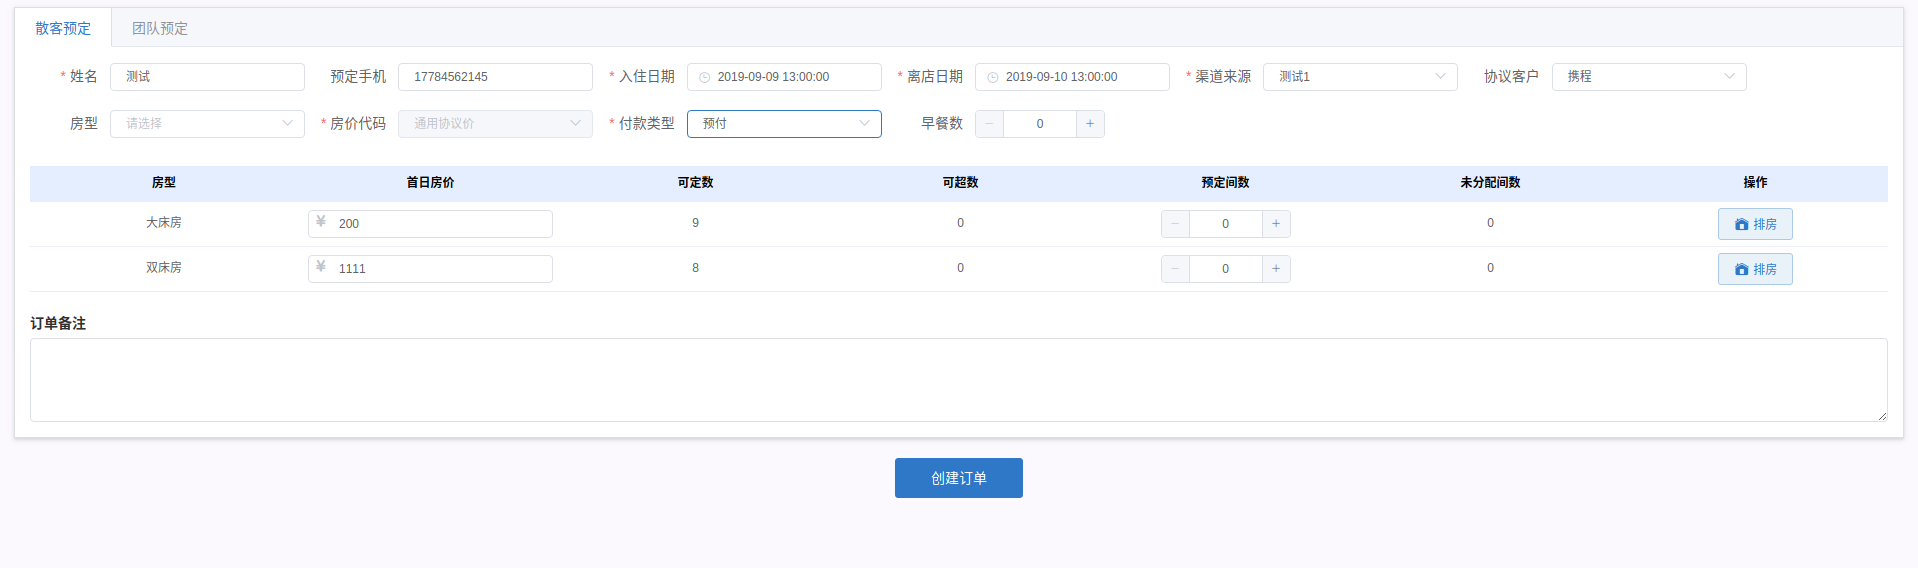 散客预定 团队预定
* 姓名 测试 预定手机 17784562145 * 入住日期 2019-09-09 13:00:00 * 离店日期 2019-09-10 13:00:00 * 渠道来源 测试1 协议客户 携程
房型 请选择 * 房价代码 通用协议价 * 付款类型 预付 早餐数 − 0 +
房型 首日房价 可定数 可超数 预定间数 未分配间数 操作
大床房 ¥ 200 9 0 − 0 + 0 排房
双床房 ¥ 1111 8 0 − 0 + 0 排房
订单备注
创建订单